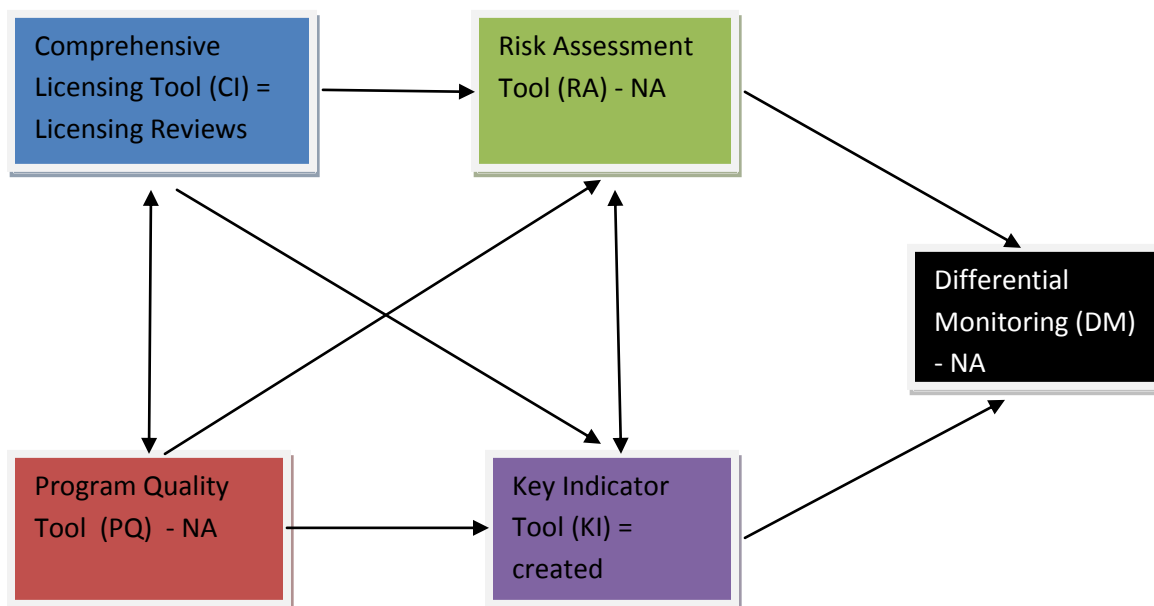 Comprehensive
Licensing Tool (CI) =
Licensing Reviews
Risk Assessment
Tool (RA) - NA
Differential
Monitoring (DM)
- NA
Program Quality
Tool  (PQ)  - NA
Key Indicator
Tool (KI) =
created